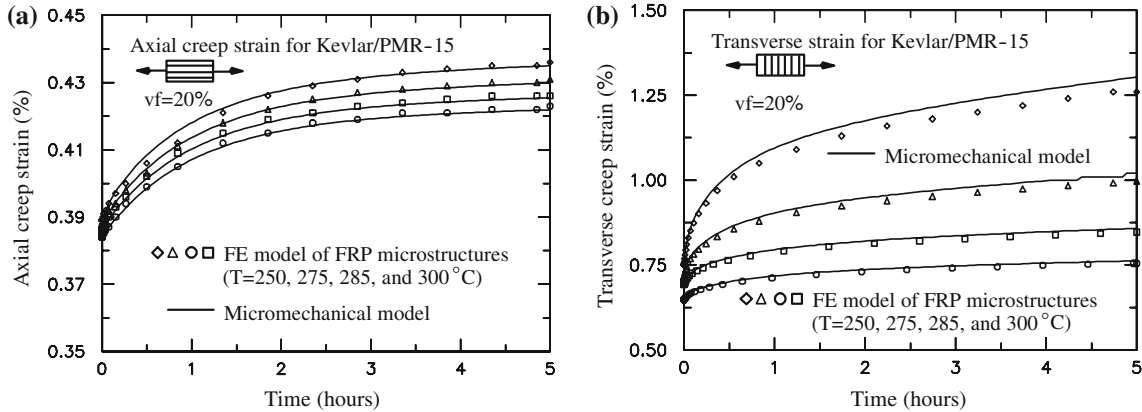 (a)
Axial creep strain (%)
0.45
0.43
0.41
0.39
0.37
0.35
Axial creep strain for Kevlar/PMR-15
vf=20%
FE model of FRP microstructures
(T=250, 275, 285, and 300°C)
Micromechanical model
0 1 2 3 4 5
Time (hours)
(b)
Transverse creep strain (%)
1.50
1.25
1.00
0.75
0.50
Transverse strain for Kevlar/PMR-15
vf=20%
Micromechanical model
FE model of FRP microstructures
(T=250, 275, 285, and 300°C)
0 1 2 3 4 5
Time (hours)